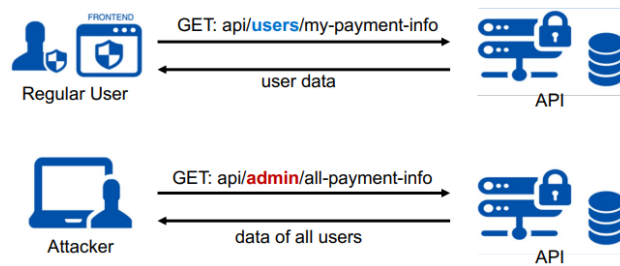 FRONTEND
GET: api/users/my-payment-info
user data
Regular User
API
GET: api/admin/all-payment-info
data of all users
Attacker
API